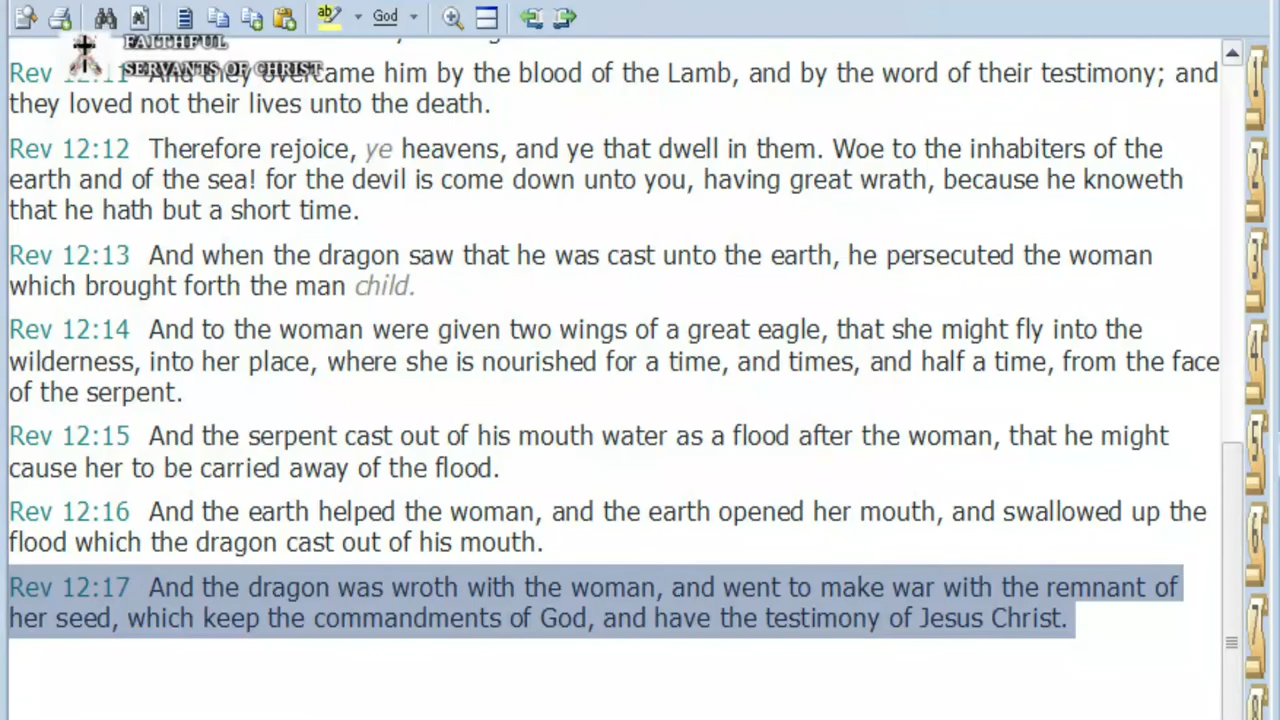 God
FAITHFUL
SERVANTS OF CHRIST
Rev 12:11 And they overcame him by the blood of the Lamb, and by the word of their testimony; and
they loved not their lives unto the death.
Rev 12:12 Therefore rejoice, ye heavens, and ye that dwell in them. Woe to the inhabiters of the
earth and of the sea! for the devil is come down unto you, having great wrath, because he knoweth
that he hath but a short time.
Rev 12:13 And when the dragon saw that he was cast unto the earth, he persecuted the woman
which brought forth the man child.
Rev 12:14 And to the woman were given two wings of a great eagle, that she might fly into the
wilderness, into her place, where she is nourished for a time, and times, and half a time, from the face
of the serpent.
Rev 12:15 And the serpent cast out of his mouth water as a flood after the woman, that he might
cause her to be carried away of the flood.
Rev 12:16 And the earth helped the woman, and the earth opened her mouth, and swallowed up the
flood which the dragon cast out of his mouth.
Rev 12:17 And the dragon was wroth with the woman, and went to make war with the remnant of
her seed, which keep the commandments of God, and have the testimony of Jesus Christ.
1
2
3
4
5
6
7
8